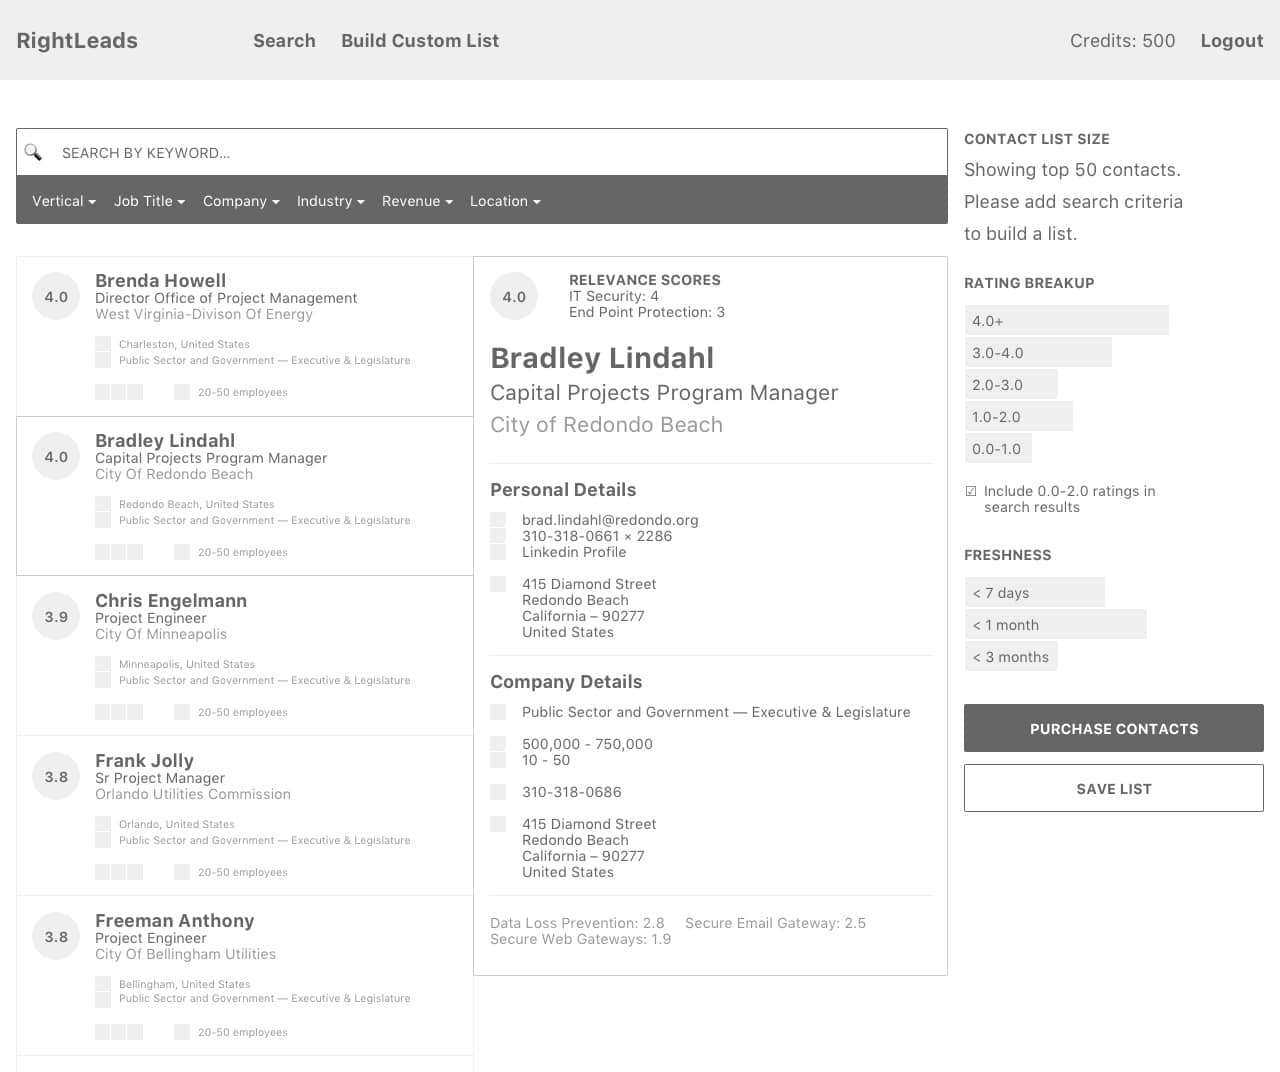 RightLeads
Search
Build Custom List
Credits: 500
Logout
SEARCH BY KEYWORD...
Vertical
Job Title
Company
Industry
Revenue
Location
4.0
Brenda Howell
Director Office of Project Management
West Virginia-Divison Of Energy
Charleston, United States
Public Sector and Government — Executive & Legislature
20-50 employees
4.0
Bradley Lindahl
Capital Projects Program Manager
City Of Redondo Beach
Redondo Beach, United States
Public Sector and Government — Executive & Legislature
20-50 employees
3.9
Chris Engelmann
Project Engineer
City Of Minneapolis
Minneapolis, United States
Public Sector and Government — Executive & Legislature
20-50 employees
3.8
Frank Jolly
Sr Project Manager
Orlando Utilities Commission
Orlando, United States
Public Sector and Government — Executive & Legislature
20-50 employees
3.8
Freeman Anthony
Project Engineer
City Of Bellingham Utilities
Bellingham, United States
Public Sector and Government — Executive & Legislature
20-50 employees
4.0
RELEVANCE SCORES
IT Security: 4
End Point Protection: 3
Bradley Lindahl
Capital Projects Program Manager
City of Redondo Beach
Personal Details
brad.lindahl@redondo.org
310-318-0661 × 2286
Linkedin Profile
415 Diamond Street
Redondo Beach
California – 90277
United States
Company Details
Public Sector and Government — Executive & Legislature
500,000 - 750,000
10 - 50
310-318-0686
415 Diamond Street
Redondo Beach
California – 90277
United States
Data Loss Prevention: 2.8
Secure Email Gateway: 2.5
Secure Web Gateways: 1.9
CONTACT LIST SIZE
Showing top 50 contacts.
Please add search criteria
to build a list.
RATING BREAKUP
4.0+
3.0-4.0
2.0-3.0
1.0-2.0
0.0-1.0
Include 0.0-2.0 ratings in
search results
FRESHNESS
< 7 days
< 1 month
< 3 months
PURCHASE CONTACTS
SAVE LIST